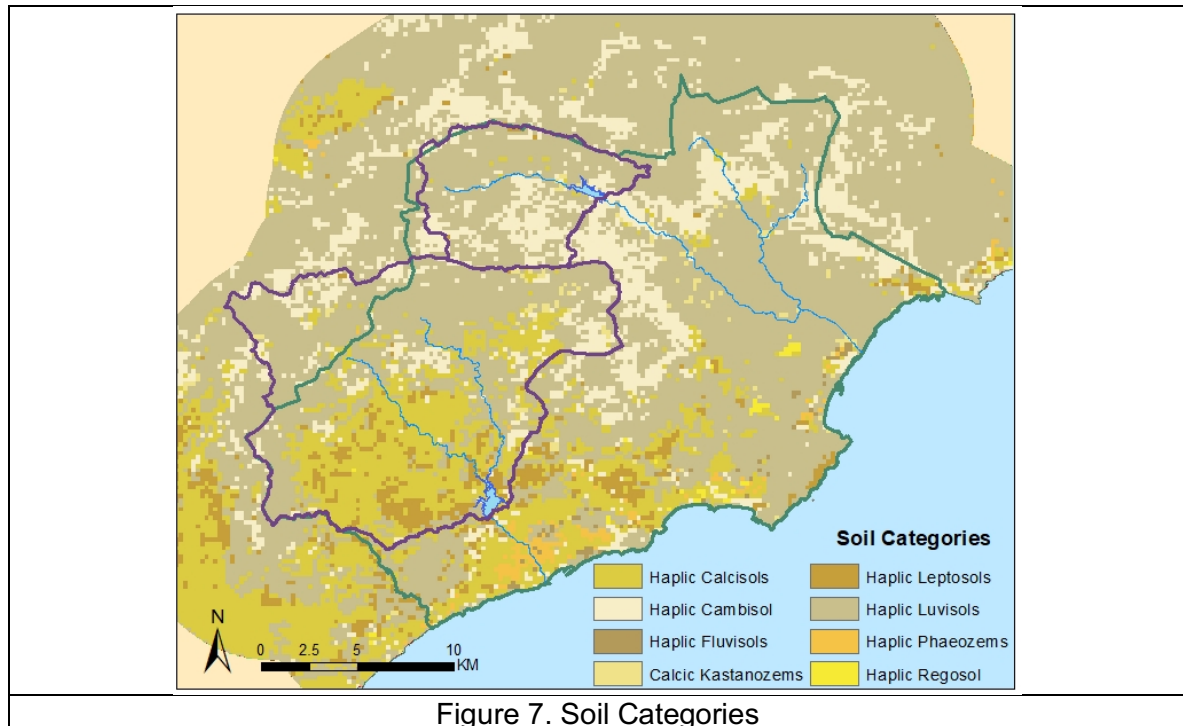 Soil Categories
Haplic Calcisols
Haplic Leptosols
Haplic Cambisol
Haplic Luvisols
Haplic Fluvisols
Haplic Phaeozems
Calcic Kastanozems
Haplic Regosol
N
0 2.5 5 10
KM
Figure 7. Soil Categories